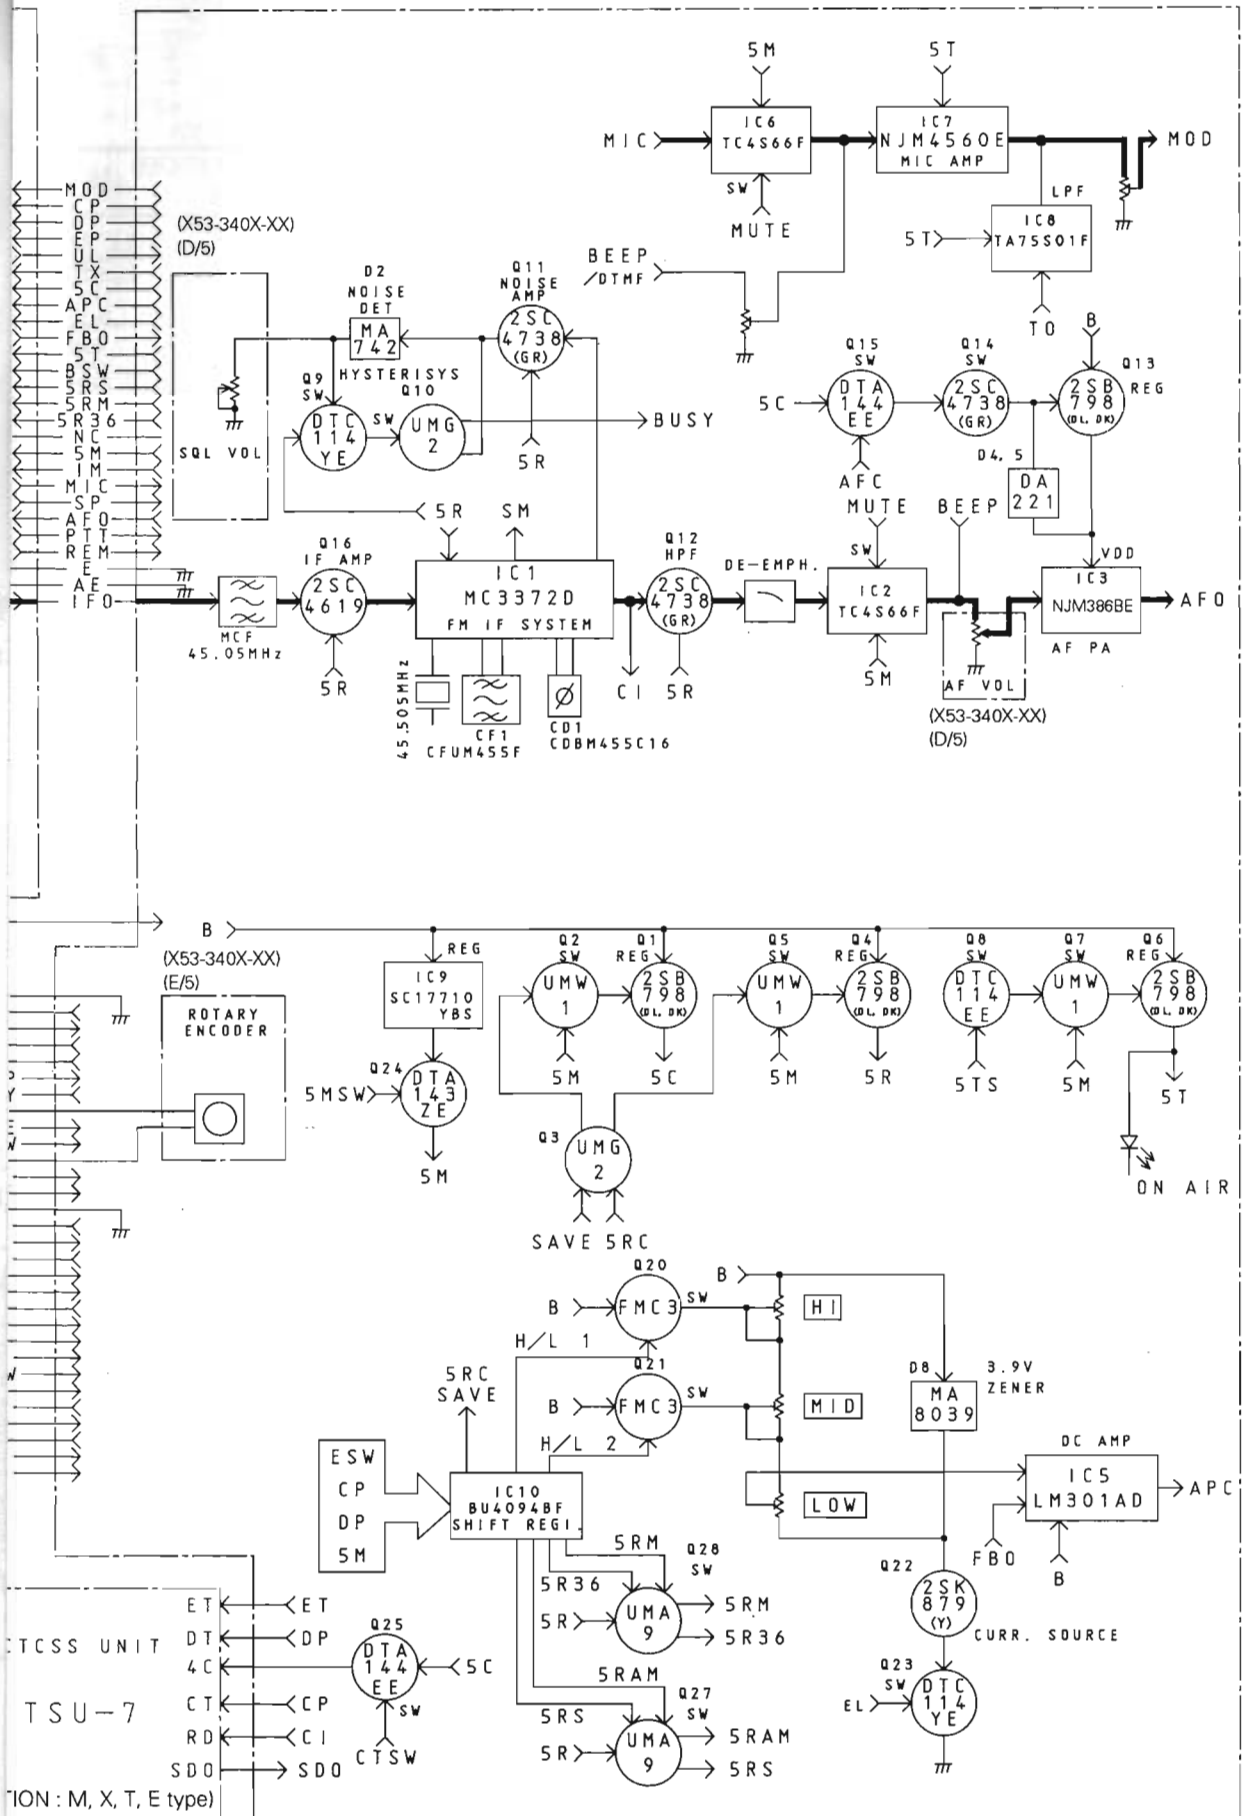 5M
5T
MIC
IC6
TC4S66F
IC7
NJM4560E
MIC AMP
MOD
SW
MUTE
LPF
IC8
TA75S01F
5T
TO
BEEP
/DTMF
MOD
CP
DP
EP
UL
TX
5C
APC
EL
FBO
5T
BSW
5RS
5RM
5R36
NC
5M
IM
MIC
SP
AFO
PTT
REM
E
AE
IFO
(X53-340X-XX)
(D/5)
SQL VOL
D2
NOISE
DET
MA
742
Q11
NOISE
AMP
2SC
4738
(GR)
HYSTERISYS
Q9
SW
DTC
114
YE
SW
Q10
UMG
2
BUSY
5R
5R
SM
Q15
SW
DTA
144
EE
5C
AFC
Q14
SW
2SC
4738
(GR)
B
Q13
REG
2SB
798
(DL, DK)
D4, 5
DA
221
VDD
MCF
45.05MHz
Q16
IF AMP
2SC
4619
5R
IC1
MC3372D
FM IF SYSTEM
45.505MHz
CF1
CFUM455F
CD1
CDBM455C16
CI
Q12
HPF
2SC
4738
(GR)
5R
DE-EMPH.
MUTE
SW
IC2
TC4S66F
5M
BEEP
AF VOL
(X53-340X-XX)
(D/5)
IC3
NJM386BE
AF PA
AFO
B
(X53-340X-XX)
(E/5)
ROTARY
ENCODER
REG
IC9
SC17710
YBS
Q24
DTA
143
ZE
5MSW
5M
Q2
SW
UMW
1
5M
Q1
REG
2SB
798
(DL, DK)
5C
Q5
SW
UMW
1
5M
Q4
REG
2SB
798
(DL, DK)
5R
Q8
SW
DTC
114
EE
5TS
Q7
SW
UMW
1
5M
Q6
REG
2SB
798
(DL, DK)
5T
ON AIR
Q3
UMG
2
SAVE 5RC
Q20
B
FMC3
SW
H/L 1
Q21
B
FMC3
SW
H/L 2
B
HI
MID
LOW
D8
MA
8039
3.9V
ZENER
DC AMP
IC5
LM301AD
APC
FBO
B
5RC
SAVE
ESW
CP
DP
5M
IC10
BU4094BF
SHIFT REGI.
5RM
5R36
Q28
SW
5R
UMA
9
5RM
5R36
5RAM
5RS
Q27
SW
5R
UMA
9
5RAM
5RS
Q22
2SK
879
(Y)
CURR. SOURCE
Q23
SW
DTC
114
YE
EL
CTCSS UNIT
TSU-7
ET
DT
4C
CT
RD
SDO
ET
DP
CP
CI
SDO
Q25
DTA
144
EE
5C
SW
CTSW
TION : M, X, T, E type)